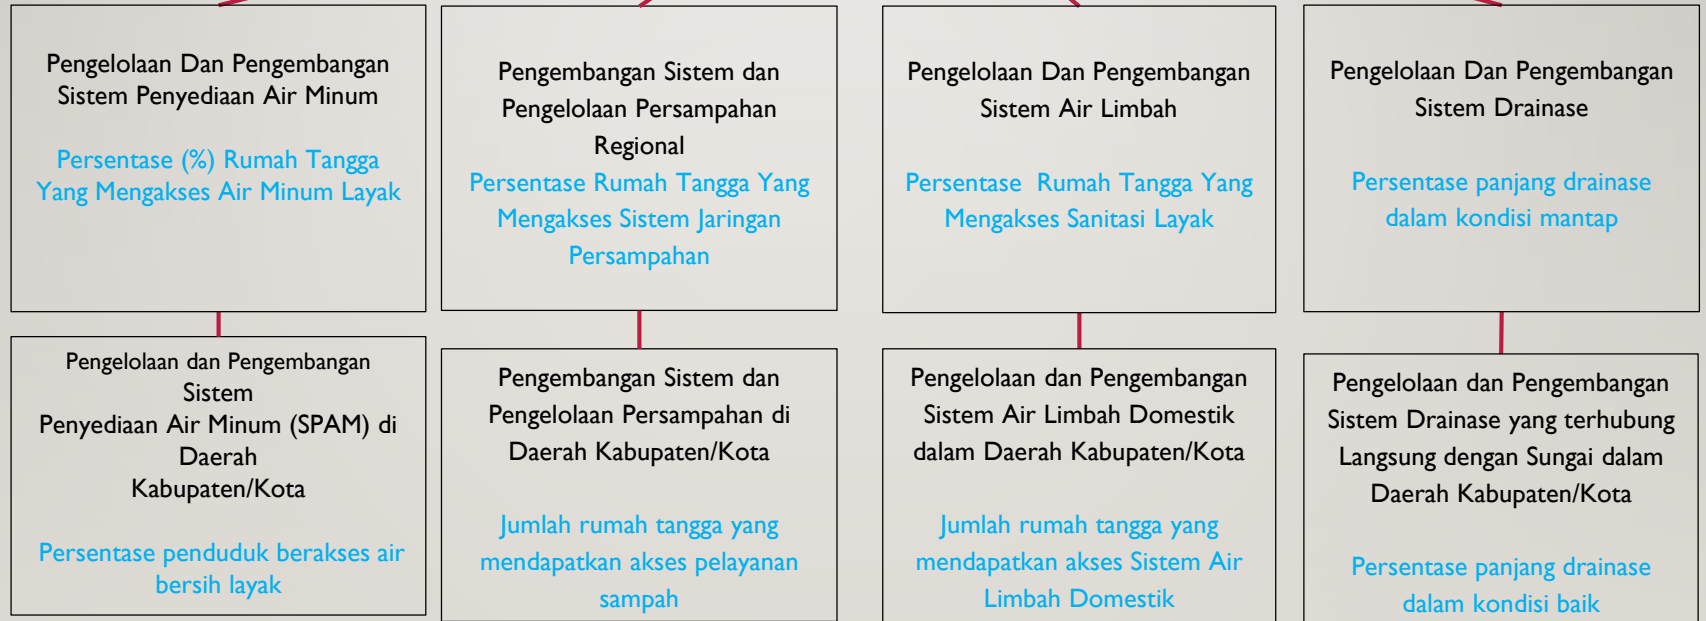 Pengelolaan Dan Pengembangan
Sistem Penyediaan Air Minum
Persentase (%) Rumah Tangga
Yang Mengakses Air Minum Layak
Pengembangan Sistem dan
Pengelolaan Persampahan
Regional
Persentase Rumah Tangga Yang
Mengakses Sistem Jaringan
Persampahan
Pengelolaan Dan Pengembangan
Sistem Air Limbah
Persentase  Rumah Tangga Yang
Mengakses Sanitasi Layak
Pengelolaan Dan Pengembangan
Sistem Drainase
Persentase panjang drainase
dalam kondisi mantap
Pengelolaan dan Pengembangan
Sistem
Penyediaan Air Minum (SPAM) di
Daerah
Kabupaten/Kota
Persentase penduduk berakses air
bersih layak
Pengembangan Sistem dan
Pengelolaan Persampahan di
Daerah Kabupaten/Kota
Jumlah rumah tangga yang
mendapatkan akses pelayanan
sampah
Pengelolaan dan Pengembangan
Sistem Air Limbah Domestik
dalam Daerah Kabupaten/Kota
Jumlah rumah tangga yang
mendapatkan akses Sistem Air
Limbah Domestik
Pengelolaan dan Pengembangan
Sistem Drainase yang terhubung
Langsung dengan Sungai dalam
Daerah Kabupaten/Kota
Persentase panjang drainase
dalam kondisi baik